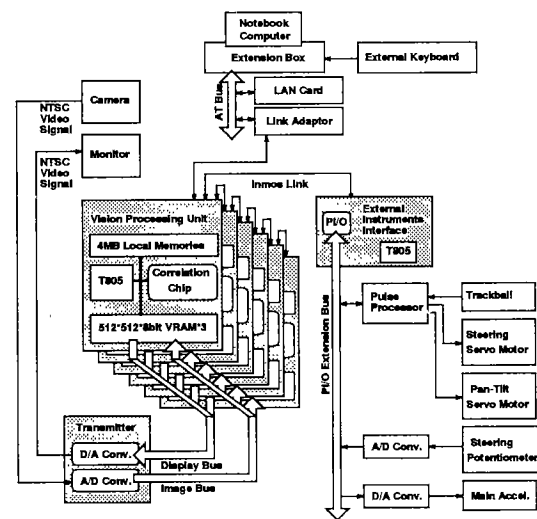 Notebook
Computer
Extension Box
External Keyboard
AT Bus
LAN Card
Link Adaptor
Camera
NTSC
Video
Signal
Monitor
NTSC
Video
Signal
Inmos Link
Vision Processing Unit
4MB Local Memories
T805
Correlation
Chip
512*512*8bit VRAM*3
External
Instruments
Interface
PI/O
T805
PI/O Extension Bus
Pulse
Processor
Trackball
Steering
Servo Motor
Pan-Tilt
Servo Motor
A/D Conv.
Steering
Potentiometer
D/A Conv.
Main Accel.
Transmitter
D/A Conv.
A/D Conv.
Display Bus
Image Bus